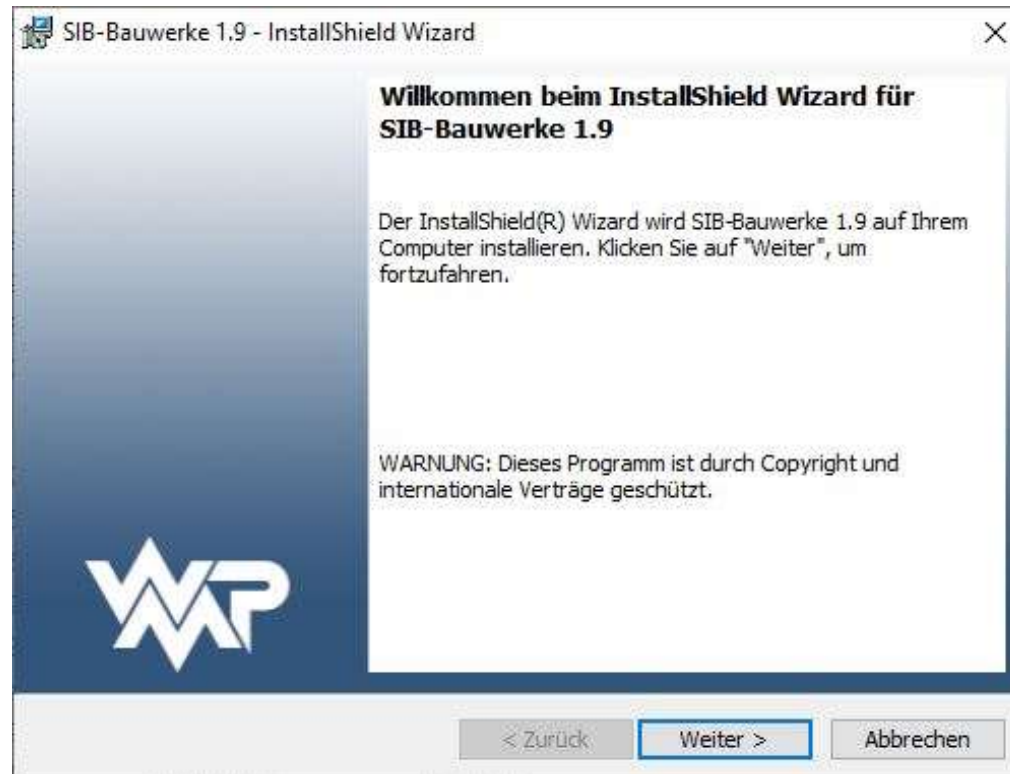 SIB-Bauwerke 1.9 - InstallShield Wizard
Willkommen beim InstallShield Wizard für
SIB-Bauwerke 1.9
Der InstallShield(R) Wizard wird SIB-Bauwerke 1.9 auf Ihrem
Computer installieren. Klicken Sie auf "Weiter", um
fortzufahren.
WARNUNG: Dieses Programm ist durch Copyright und
internationale Verträge geschützt.
WMP
< Zurück Weiter > Abbrechen